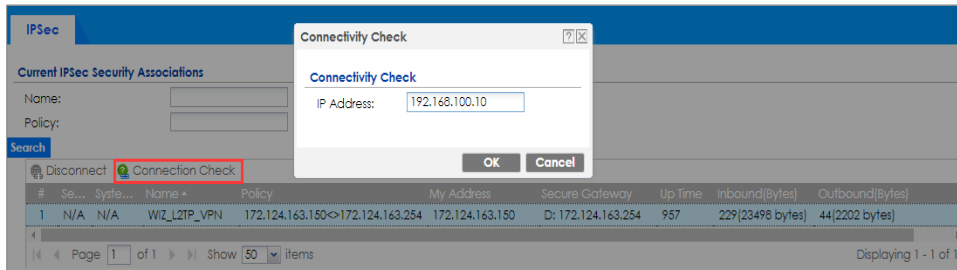 IPSec
Connectivity Check
Current IPSec Security Associations
Connectivity Check
Name:
IP Address: 192.168.100.10
Policy:
Search
OK Cancel
Disconnect Connection Check
# Se... Syste... Name Policy My Address Secure Gateway Up Time Inbound(Bytes) Outbound(Bytes)
1 N/A N/A WIZ_L2TP_VPN 172.124.163.150<>172.124.163.254 172.124.163.150 D: 172.124.163.254 957 229(23498 bytes) 44(2202 bytes)
Page 1 of 1 Show 50 items Displaying 1 - 1 of 1